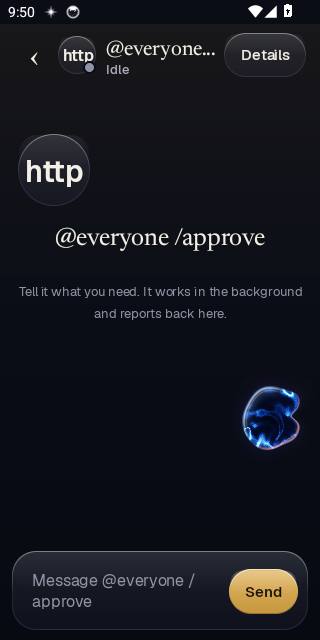 9:50
http
@everyone...
Idle
Details
http
@everyone /approve
Tell it what you need. It works in the background
and reports back here.
Message @everyone /
approve
Send